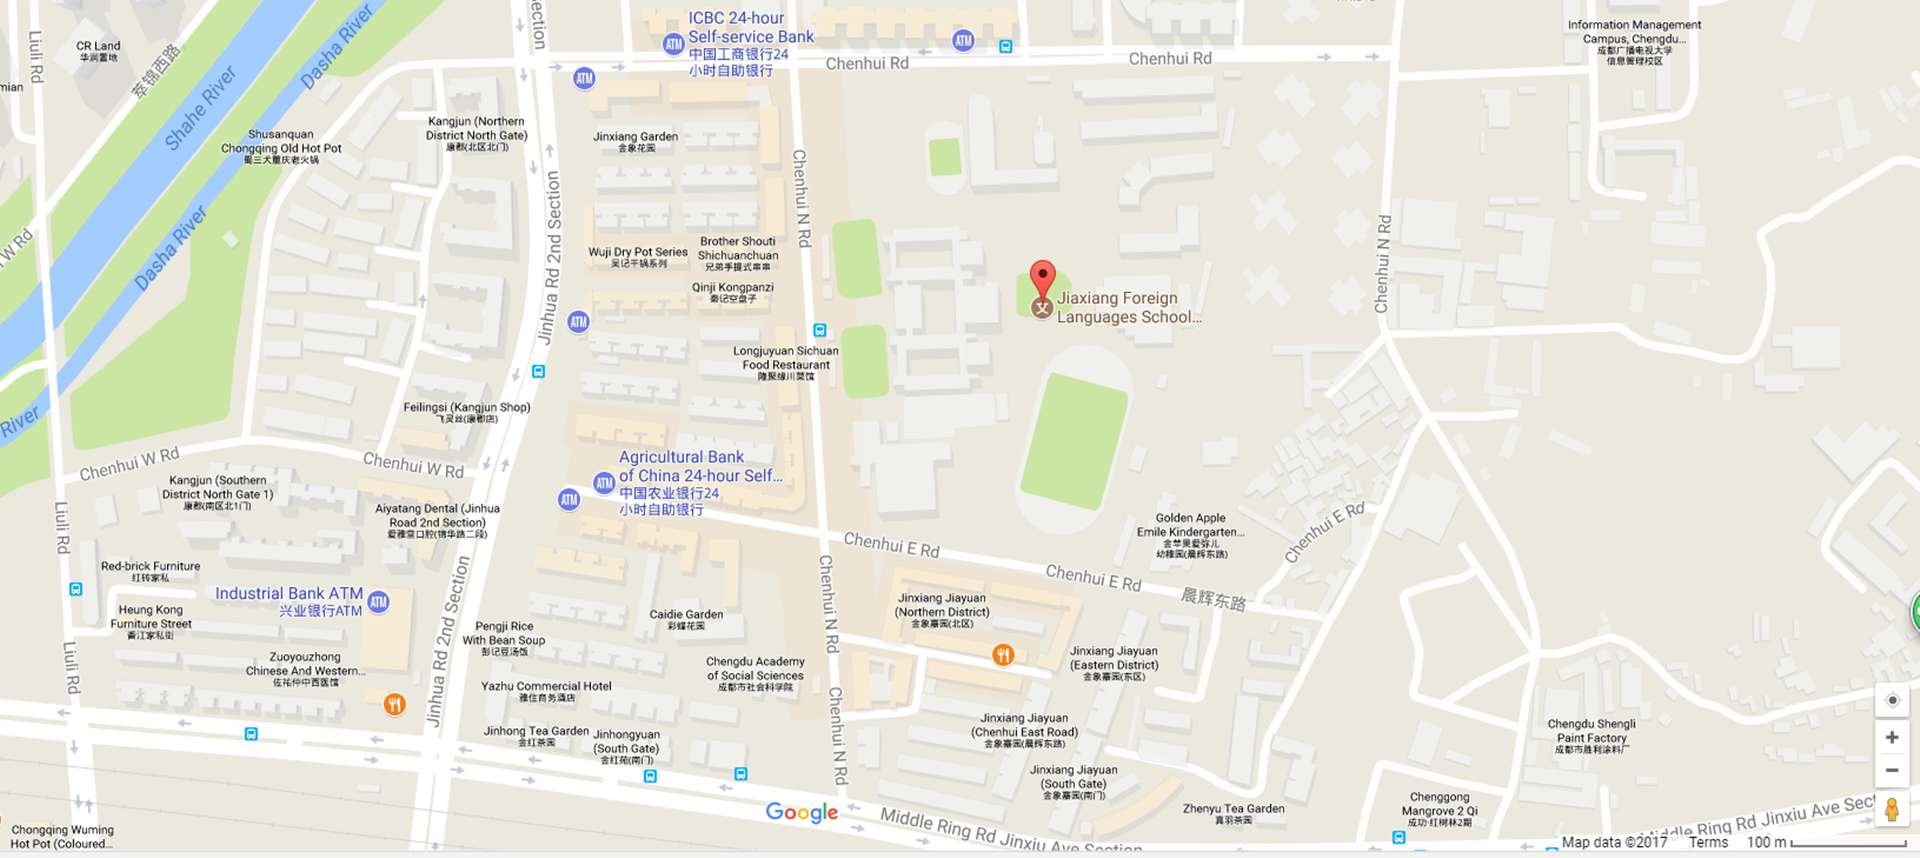 Liuli Rd
CR Land
华润置地
萃锦西路
mian
Shahe River
Dasha River
Section
ICBC 24-hour
Self-service Bank
中国工商银行24
小时自助银行
ATM
ATM
ATM
Chenhui Rd
Chenhui Rd
Information Management
Campus, Chengdu...
成都广播电视大学
信息管理校区
Shusanquan
Chongqing Old Hot Pot
蜀三犬重庆老火锅
Kangjun (Northern
District North Gate)
康郡(北区北门)
Jinxiang Garden
金象花园
Chenhui N Rd
Jinhua Rd 2nd Section
Dasha River
W Rd
Wuji Dry Pot Series
吴记干锅系列
Brother Shouti
Shichuanchuan
兄弟手提式串串
Qinji Kongpanzi
秦记空盘子
Chenhui N Rd
Jiaxiang Foreign
Languages School...
ATM
Longjuyuan Sichuan
Food Restaurant
隆聚缘川菜馆
River
Feilingsi (Kangjun Shop)
飞灵丝(康郡店)
Chenhui W Rd
Chenhui W Rd
Agricultural Bank
of China 24-hour Self...
中国农业银行24
小时自助银行
ATM
ATM
Kangjun (Southern
District North Gate 1)
康郡(南区北1门)
Aiyatang Dental (Jinhua
Road 2nd Section)
爱雅堂口腔(锦华路二段)
Liuli Rd
Golden Apple
Emile Kindergarten...
金苹果爱弥儿
幼稚园(晨辉东路)
Chenhui E Rd
Chenhui E Rd
Chenhui E Rd
晨辉东路
Red-brick Furniture
红砖家私
Industrial Bank ATM
兴业银行ATM
ATM
Heung Kong
Furniture Street
香江家私街
Jinhua Rd 2nd Section
Chenhui N Rd
Jinxiang Jiayuan
(Northern District)
金象嘉园(北区)
Caidie Garden
彩蝶花园
Pengji Rice
With Bean Soup
彭记豆汤饭
Liuli Rd
Zuoyouzhong
Chinese And Western...
佐祐仲中西医馆
Chengdu Academy
of Social Sciences
成都市社会科学院
Jinxiang Jiayuan
(Eastern District)
金象嘉园(东区)
Yazhu Commercial Hotel
雅住商务酒店
Chenhui N Rd
Jinxiang Jiayuan
(Chenhui East Road)
金象嘉园(晨辉东路)
Jinhong Tea Garden
金红茶园
Jinhongyuan
(South Gate)
金红苑(南门)
Chengdu Shengli
Paint Factory
成都市胜利涂料厂
Jinxiang Jiayuan
(South Gate)
金象嘉园(南门)
Zhenyu Tea Garden
真羽茶园
Chenggong
Mangrove 2 Qi
成功·红树林2期
Google
Middle Ring Rd Jinxiu Ave Section
Middle Ring Rd Jinxiu Ave Sect
Chongqing Wuming
Hot Pot (Coloured...
Map data ©2017
Terms
100 m